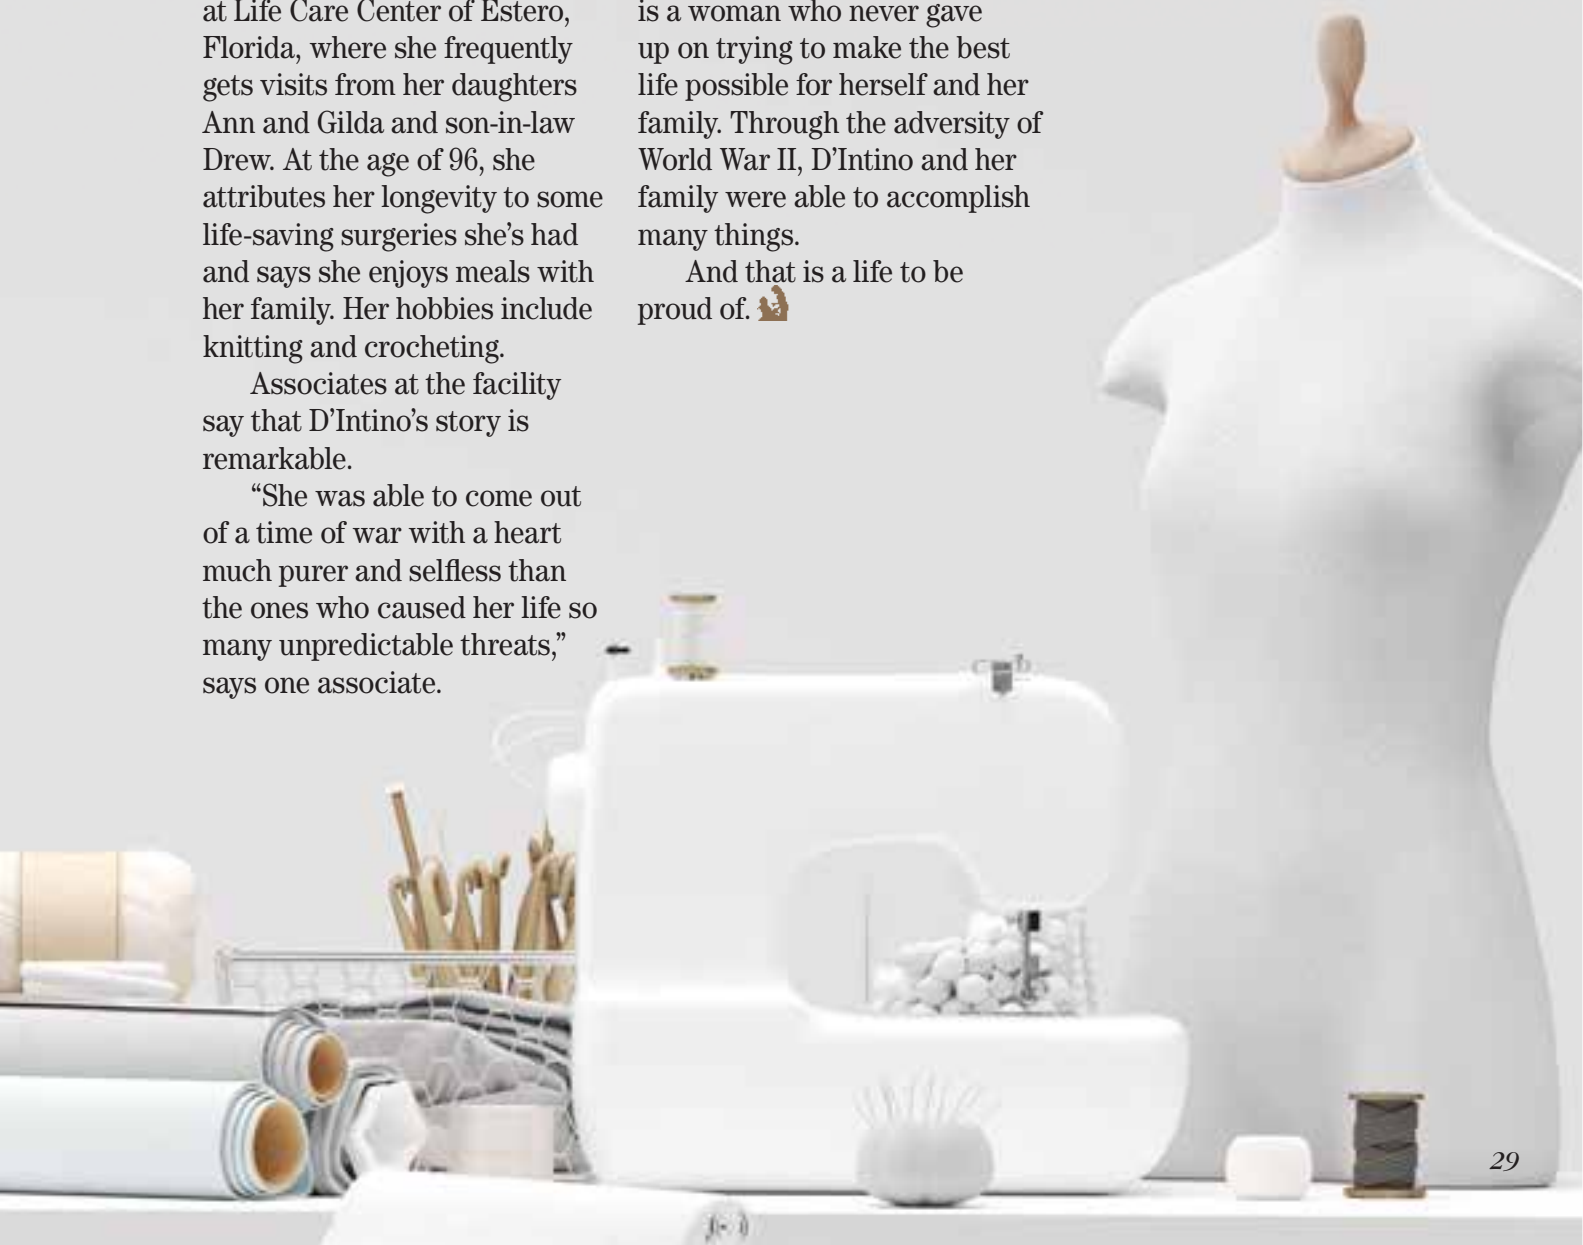 at Life Care Center of Estero,
Florida, where she frequently
gets visits from her daughters
Ann and Gilda and son-in-law
Drew. At the age of 96, she
attributes her longevity to some
life-saving surgeries she’s had
and says she enjoys meals with
her family. Her hobbies include
knitting and crocheting.
Associates at the facility
say that D’Intino’s story is
remarkable.
“She was able to come out
of a time of war with a heart
much purer and selfless than
the ones who caused her life so
many unpredictable threats,”
says one associate.
is a woman who never gave
up on trying to make the best
life possible for herself and her
family. Through the adversity of
World War II, D’Intino and her
family were able to accomplish
many things.
And that is a life to be
proud of.
29